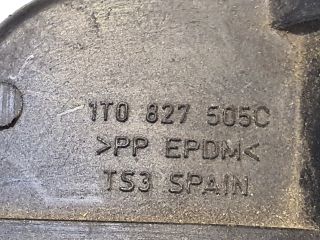 1T0 827 505C
>PP EPDM<
TS3 SPAIN